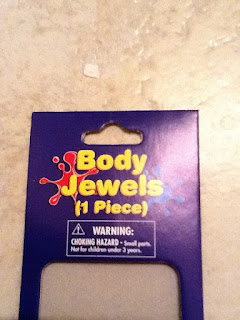 Body
Jewels
(1 Piece)
WARNING:
CHOKING HAZARD - Small parts.
Not for children under 3 years.